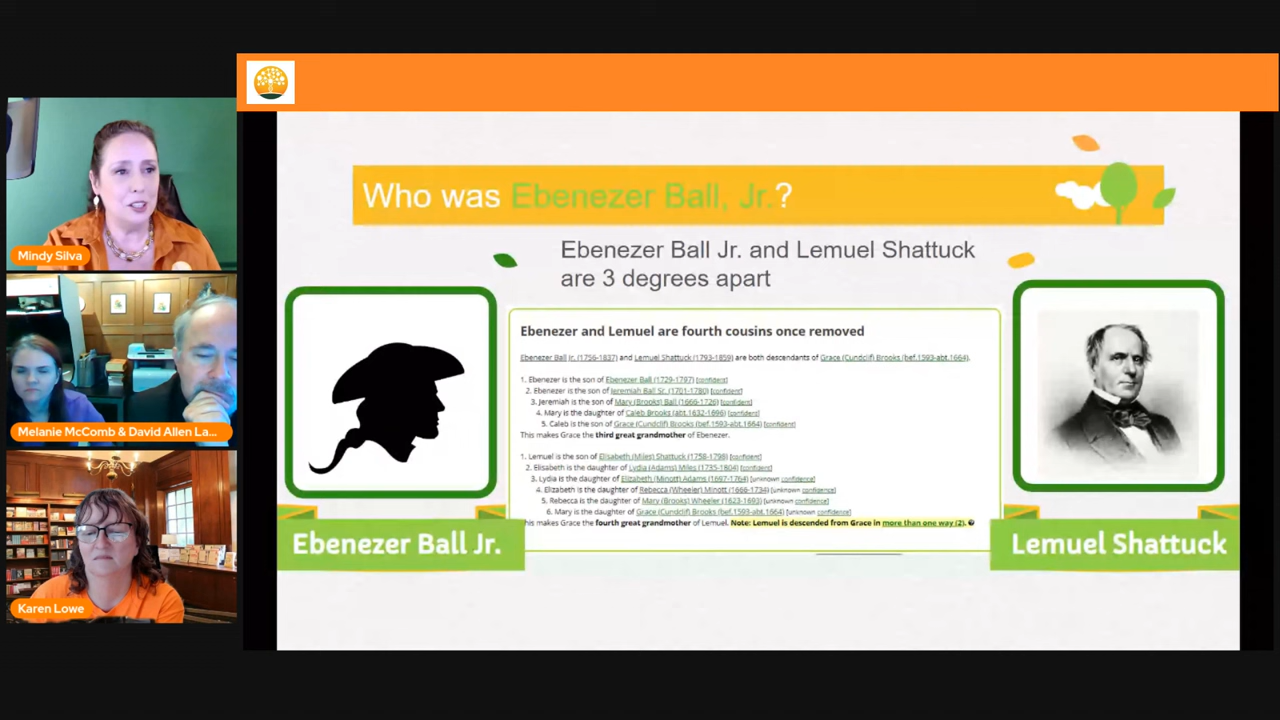 Who was Ebenezer Ball, Jr.?
Ebenezer Ball Jr. and Lemuel Shattuck
are 3 degrees apart
Ebenezer and Lemuel are fourth cousins once removed
Ebenezer Ball Jr. (1756-1837) and Lemuel Shattuck (1793-1859) are both descendants of Grace (Cundclif) Brooks (bef.1593-abt.1664).
1. Ebenezer is the son of Ebenezer Ball (1729-1797) [confident]
2. Ebenezer is the son of Jeremiah Ball Sr. (1701-1780) [confident]
3. Jeremiah is the son of Mary (Brooks) Ball (1666-1726) [confident]
4. Mary is the daughter of Caleb Brooks (abt.1632-1696) [confident]
5. Caleb is the son of Grace (Cundclif) Brooks (bef.1593-abt.1664) [confident]
This makes Grace the third great grandmother of Ebenezer.
1. Lemuel is the son of Elisabeth (Miles) Shattuck (1758-1798) [confident]
2. Elisabeth is the daughter of Lydia (Adams) Miles (1735-1804) [confident]
3. Lydia is the daughter of Elizabeth (Minott) Adams (1697-1764) [unknown confidence]
4. Elizabeth is the daughter of Rebecca (Wheeler) Minott (1666-1734) [unknown confidence]
5. Rebecca is the daughter of Mary (Brooks) Wheeler (1623-1693) [unknown confidence]
6. Mary is the daughter of Grace (Cundclif) Brooks (bef.1593-abt.1664) [unknown confidence]
This makes Grace the fourth great grandmother of Lemuel. Note: Lemuel is descended from Grace in more than one way (2).
Ebenezer Ball Jr.
Lemuel Shattuck
Mindy Silva
Melanie McComb & David Allen La...
Karen Lowe